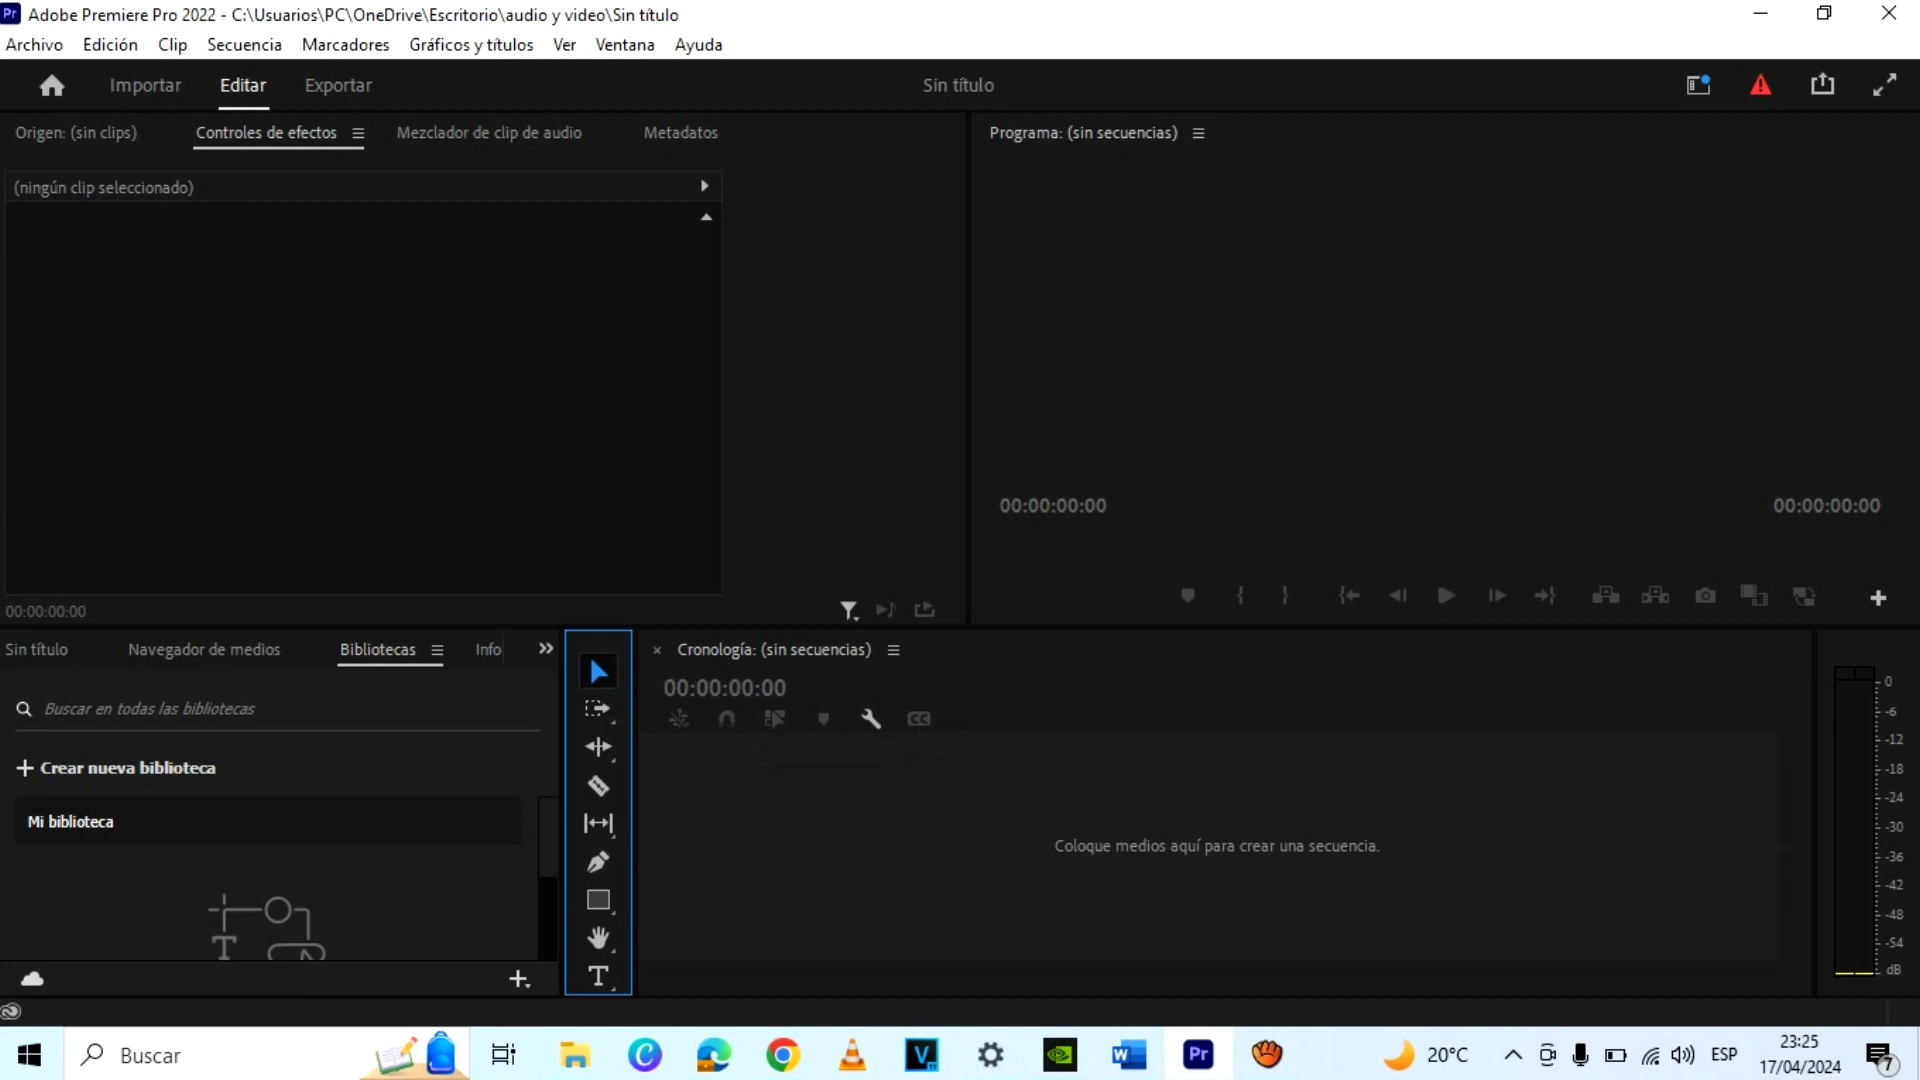 Pr Adobe Premiere Pro 2022 - C:\Usuarios\PC\OneDrive\Escritorio\audio y video\Sin título
Archivo Edición Clip Secuencia Marcadores Gráficos y títulos Ver Ventana Ayuda
Importar Editar Exportar Sin título
Origen: (sin clips) Controles de efectos Mezclador de clip de audio Metadatos
Programa: (sin secuencias)
(ningún clip seleccionado)
00:00:00:00 00:00:00:00
00:00:00:00
Sin título Navegador de medios Bibliotecas Info
Cronología: (sin secuencias)
00:00:00:00
Buscar en todas las bibliotecas
CC
Crear nueva biblioteca
Mi biblioteca
T
Coloque medios aquí para crear una secuencia.
T
0
-6
-12
-18
-24
-30
-36
-42
-48
-54
dB
Buscar
V
W
Pr
20°C
ESP
23:25
17/04/2024
7